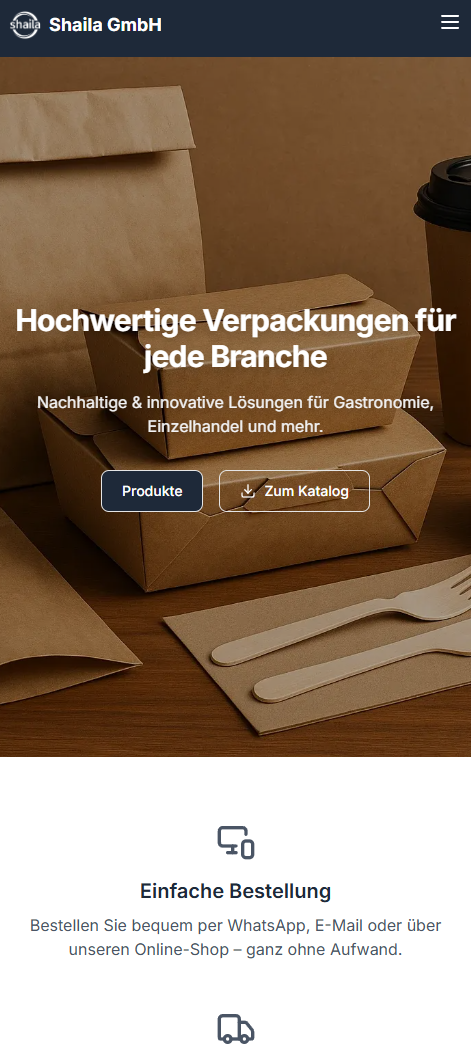 shaila
Shaila GmbH
Hochwertige Verpackungen für
jede Branche
Nachhaltige & innovative Lösungen für Gastronomie,
Einzelhandel und mehr.
Produkte
Zum Katalog
Einfache Bestellung
Bestellen Sie bequem per WhatsApp, E-Mail oder über
unseren Online-Shop – ganz ohne Aufwand.